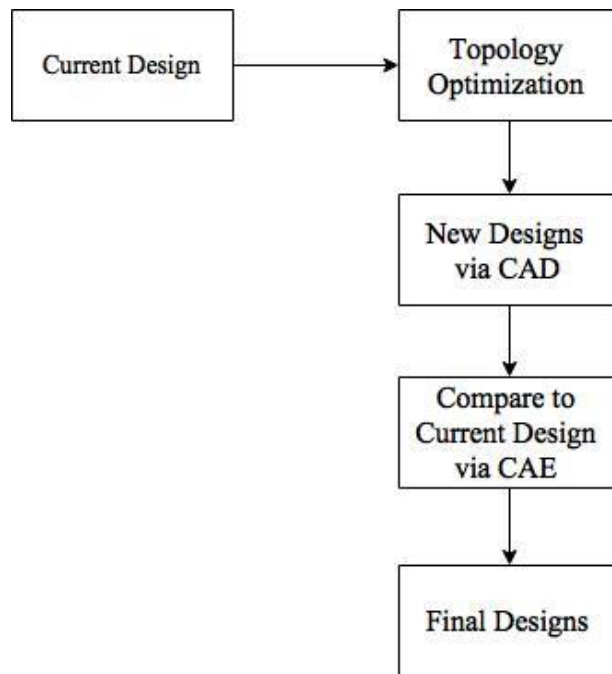 Current Design
Topology
Optimization
New Designs
via CAD
Compare to
Current Design
via CAE
Final Designs